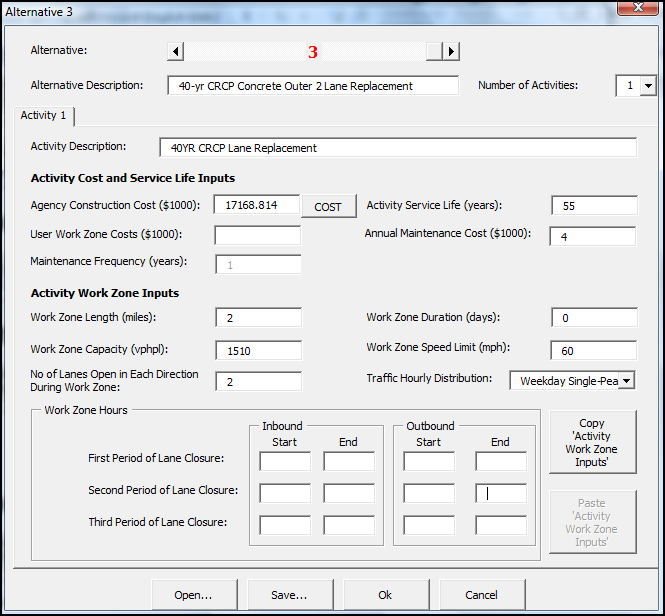 Alternative 3
Alternative: 3
Alternative Description: 40-yr CRCP Concrete Outer 2 Lane Replacement Number of Activities: 1
Activity 1
Activity Description: 40YR CRCP Lane Replacement
Activity Cost and Service Life Inputs
Agency Construction Cost ($1000): 17168.814 COST Activity Service Life (years): 55
User Work Zone Costs ($1000): Annual Maintenance Cost ($1000): 4
Maintenance Frequency (years): 1
Activity Work Zone Inputs
Work Zone Length (miles): 2 Work Zone Duration (days): 0
Work Zone Capacity (vphpl): 1510 Work Zone Speed Limit (mph): 60
No of Lanes Open in Each Direction
During Work Zone: 2 Traffic Hourly Distribution: Weekday Single-Pea
Work Zone Hours
Inbound Outbound
Start End Start End
First Period of Lane Closure:
Second Period of Lane Closure:
Third Period of Lane Closure:
Copy
'Activity
Work Zone
Inputs'
Paste
'Activity
Work Zone
Inputs'
Open... Save... Ok Cancel